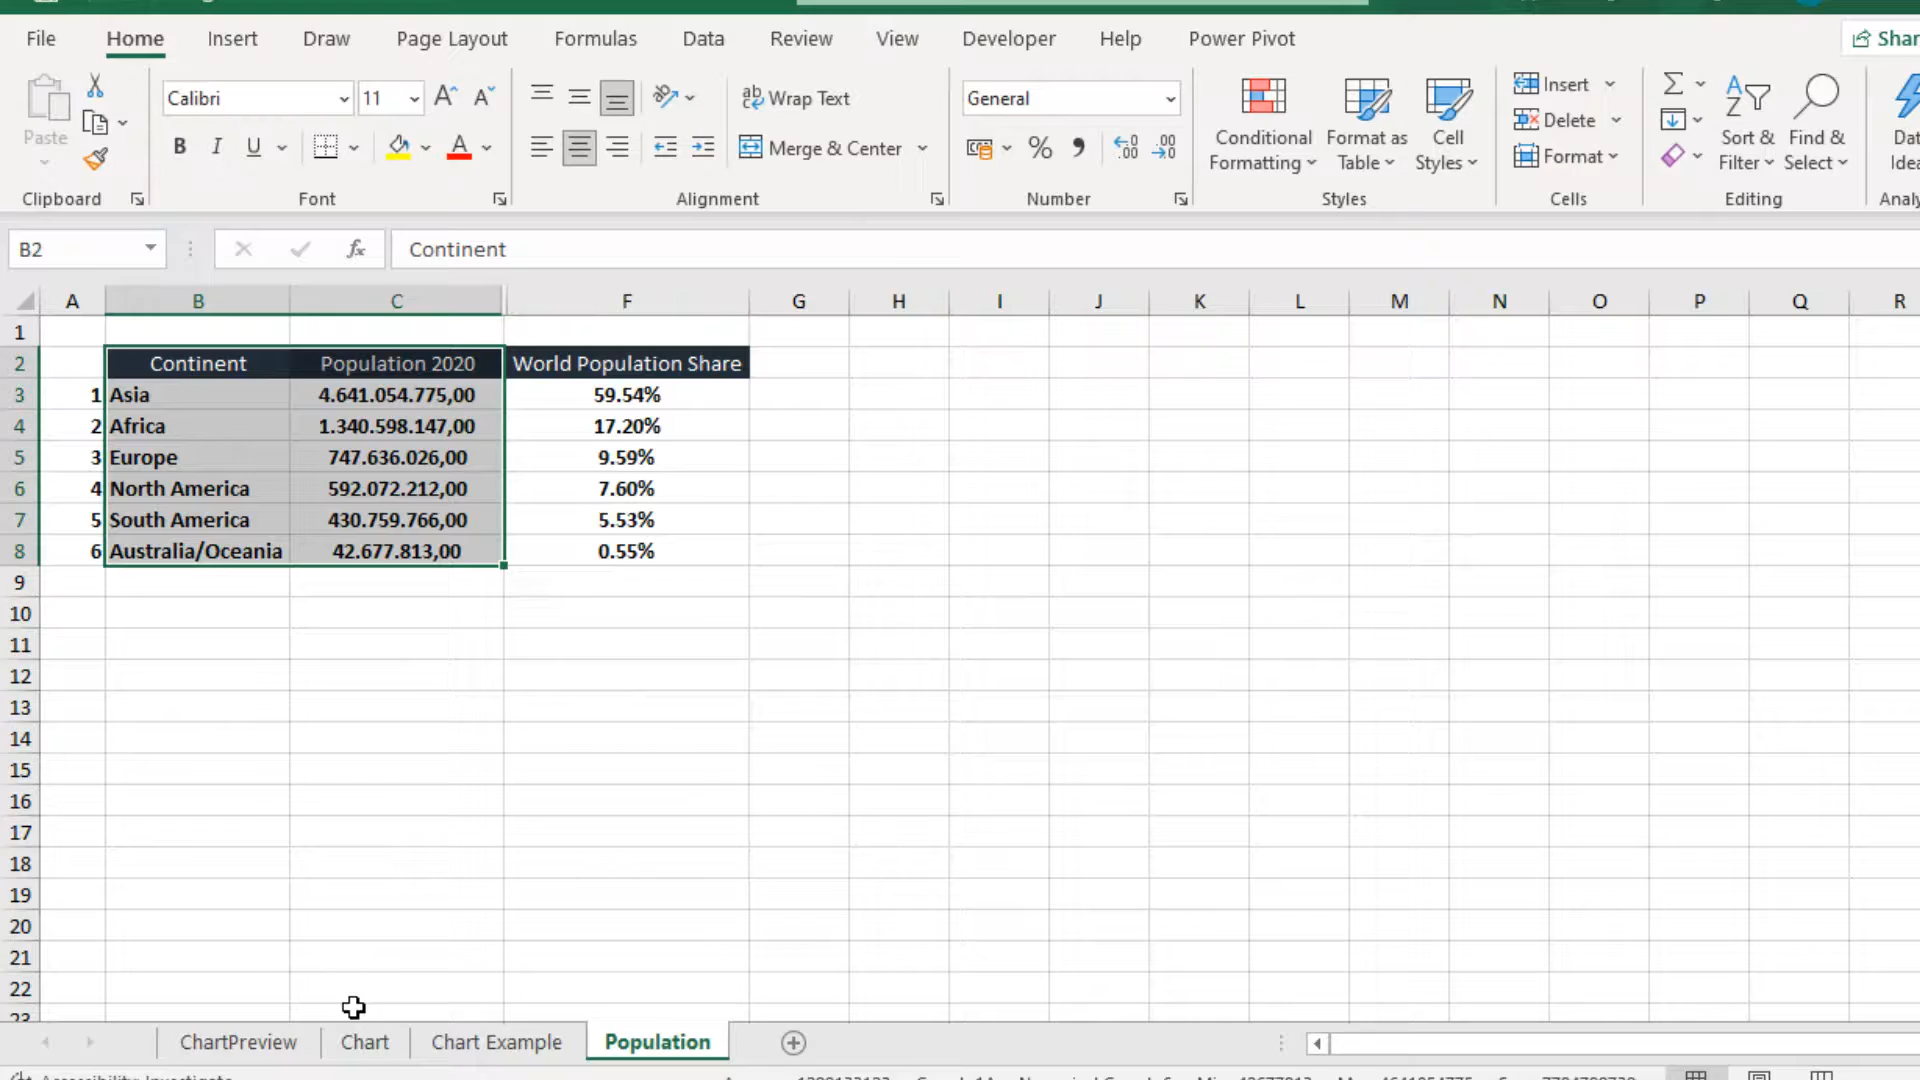 File Home Insert Draw Page Layout Formulas Data Review View Developer Help Power Pivot
Calibri 11 Wrap Text General Insert
Delete
Paste Merge & Center % Conditional Format as Cell Sort & Find &
B I U Formatting Table Styles Format Filter Select
Clipboard Font Alignment Number Styles Cells Editing
B2 fx Continent
A B C F G H I J K L M N O P Q R
1
2 Continent Population 2020 World Population Share
3 1 Asia 4.641.054.775,00 59.54%
4 2 Africa 1.340.598.147,00 17.20%
5 3 Europe 747.636.026,00 9.59%
6 4 North America 592.072.212,00 7.60%
7 5 South America 430.759.766,00 5.53%
8 6 Australia/Oceania 42.677.813,00 0.55%
9
10
11
12
13
14
15
16
17
18
19
20
21
22
23
ChartPreview Chart Chart Example Population